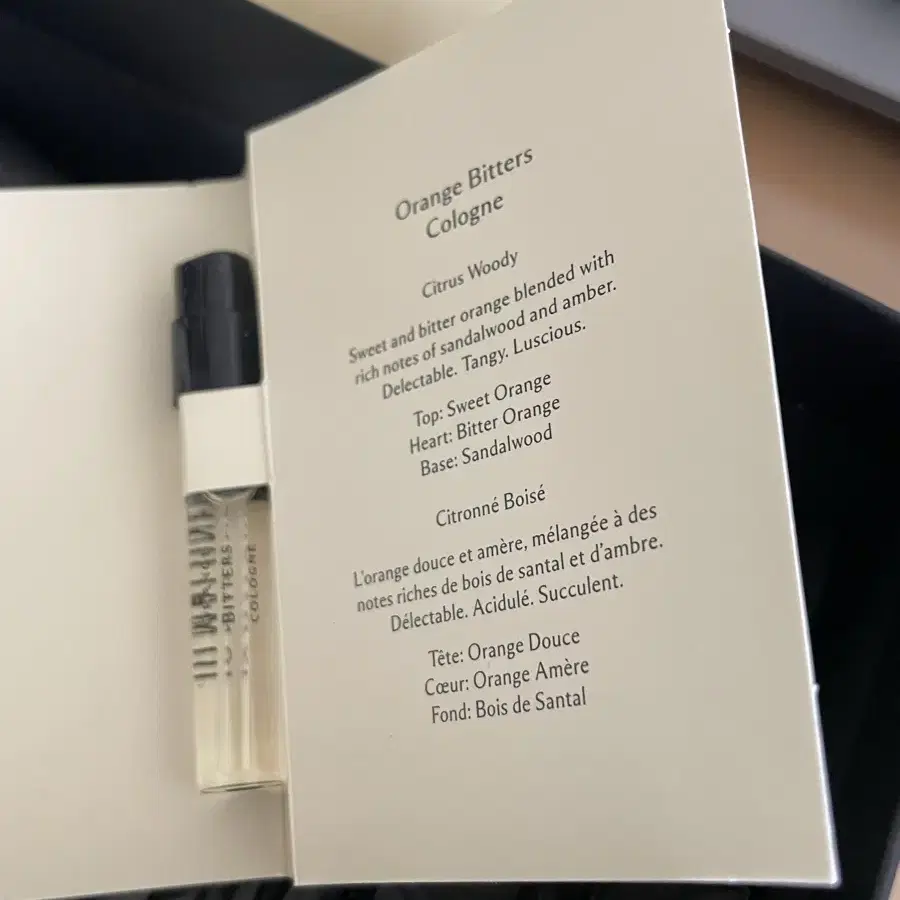 Orange Bitters
Cologne
Citrus Woody
Sweet and bitter orange blended with
rich notes of sandalwood and amber.
Delectable. Tangy. Luscious.
Top: Sweet Orange
Heart: Bitter Orange
Base: Sandalwood
Citronné Boisé
L'orange douce et amère, mélangée à des
notes riches de bois de santal et d'ambre.
Délectable. Acidulé. Succulent.
Tête: Orange Douce
Cœur: Orange Amère
Fond: Bois de Santal
BITTERS
COLOGNE